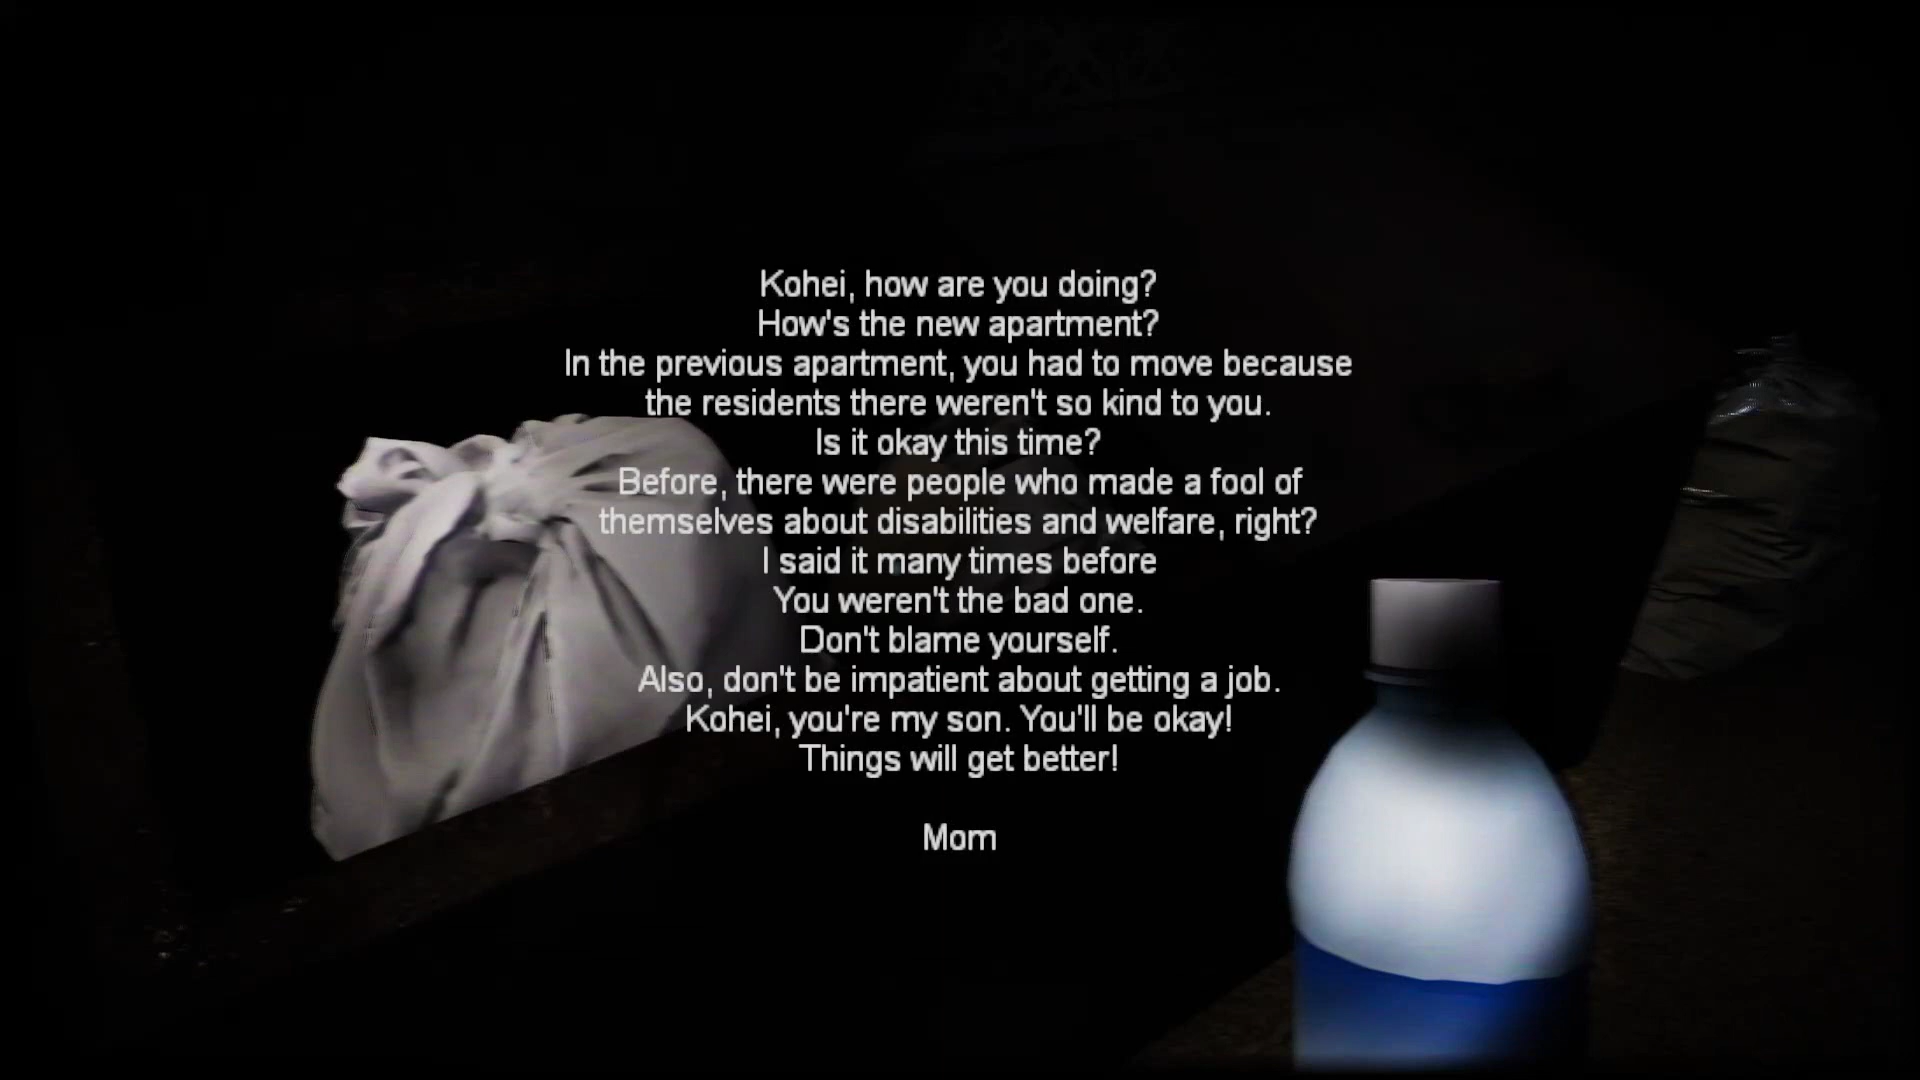 Kohei, how are you doing?
How's the new apartment?
In the previous apartment, you had to move because
the residents there weren't so kind to you.
Is it okay this time?
Before, there were people who made a fool of
themselves about disabilities and welfare, right?
I said it many times before
You weren't the bad one.
Don't blame yourself.
Also, don't be impatient about getting a job.
Kohei, you're my son. You'll be okay!
Things will get better!
Mom